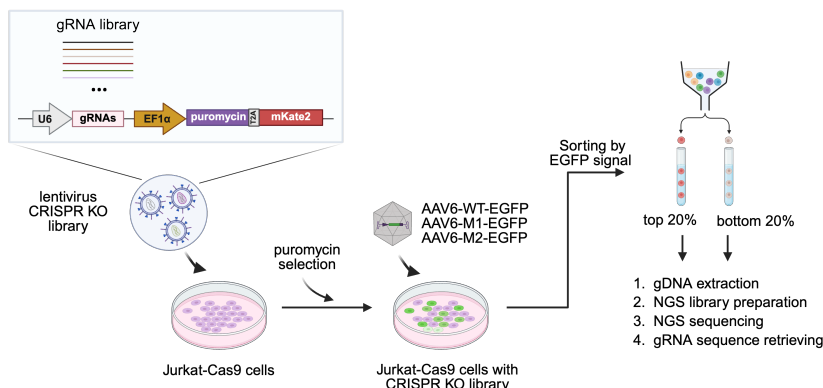 gRNA library
...
U6
gRNAs
EF1α
puromycin
T2A
mKate2
lentivirus
CRISPR KO
library
Jurkat-Cas9 cells
puromycin
selection
AAV6-WT-EGFP
AAV6-M1-EGFP
AAV6-M2-EGFP
Jurkat-Cas9 cells with
CRISPR KO library
Sorting by
EGFP signal
top 20%
bottom 20%
1. gDNA extraction
2. NGS library preparation
3. NGS sequencing
4. gRNA sequence retrieving